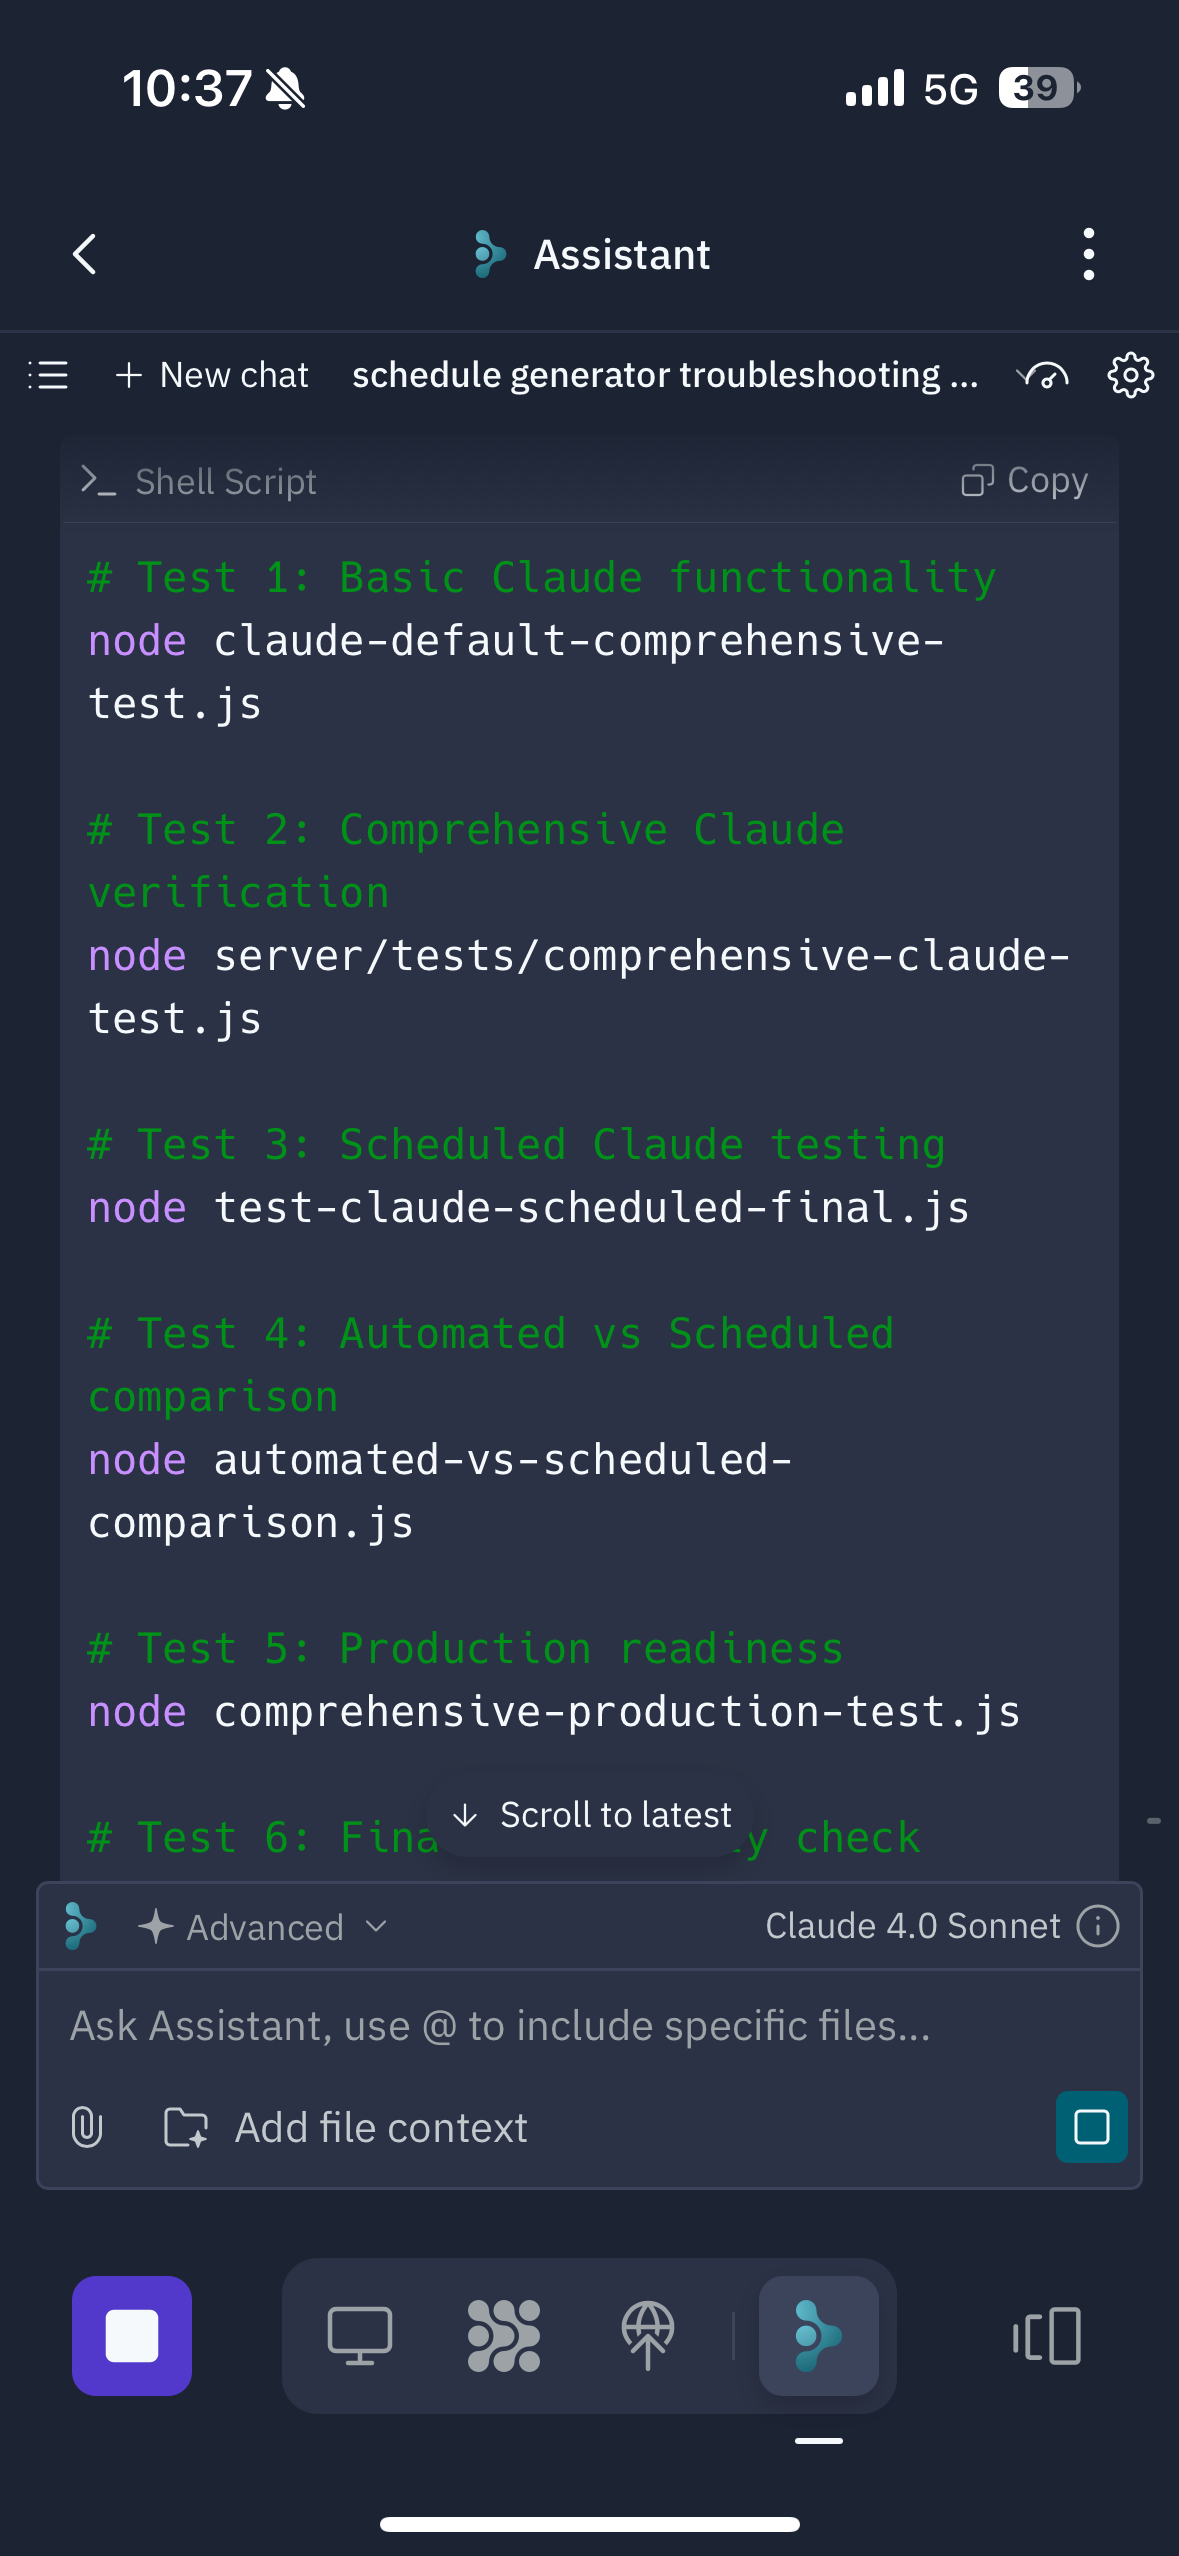 10:37
5G
39
Assistant
New chat
schedule generator troubleshooting ...
Shell Script
Copy
# Test 1: Basic Claude functionality
node claude-default-comprehensive-
test.js
# Test 2: Comprehensive Claude
verification
node server/tests/comprehensive-claude-
test.js
# Test 3: Scheduled Claude testing
node test-claude-scheduled-final.js
# Test 4: Automated vs Scheduled
comparison
node automated-vs-scheduled-
comparison.js
# Test 5: Production readiness
node comprehensive-production-test.js
Scroll to latest
# Test 6: check
Advanced
Claude 4.0 Sonnet
Ask Assistant, use @ to include specific files...
Add file context